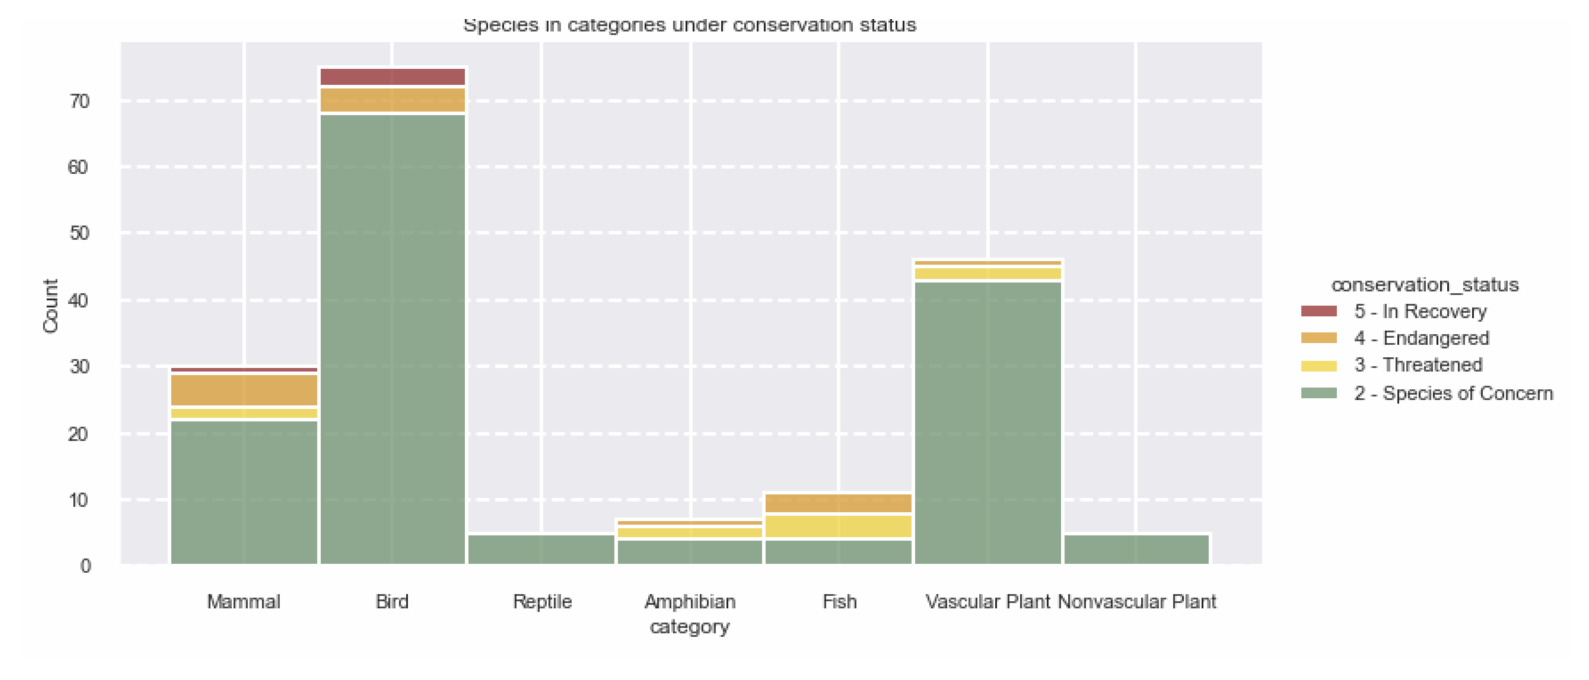 Species in categories under conservation status
70
60
50
40
30
20
10
0
Count
Mammal Bird Reptile Amphibian Fish Vascular Plant Nonvascular Plant
category
conservation_status
5 - In Recovery
4 - Endangered
3 - Threatened
2 - Species of Concern